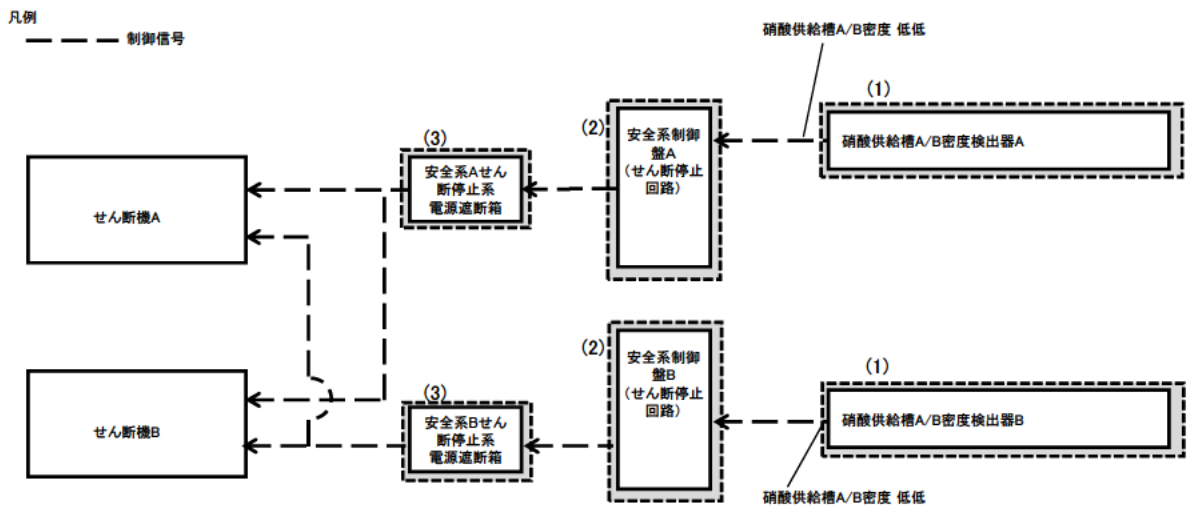 凡例
制御信号
硝酸供給槽A/B密度 低低
(1)
硝酸供給槽A/B密度検出器A
(2)
安全系制御
盤A
(せん断停止
回路)
(3)
安全系Aせん
断停止系
電源遮断箱
せん断機A
(1)
硝酸供給槽A/B密度検出器B
(2)
安全系制御
盤B
(せん断停止
回路)
(3)
安全系Bせん
断停止系
電源遮断箱
せん断機B
硝酸供給槽A/B密度 低低